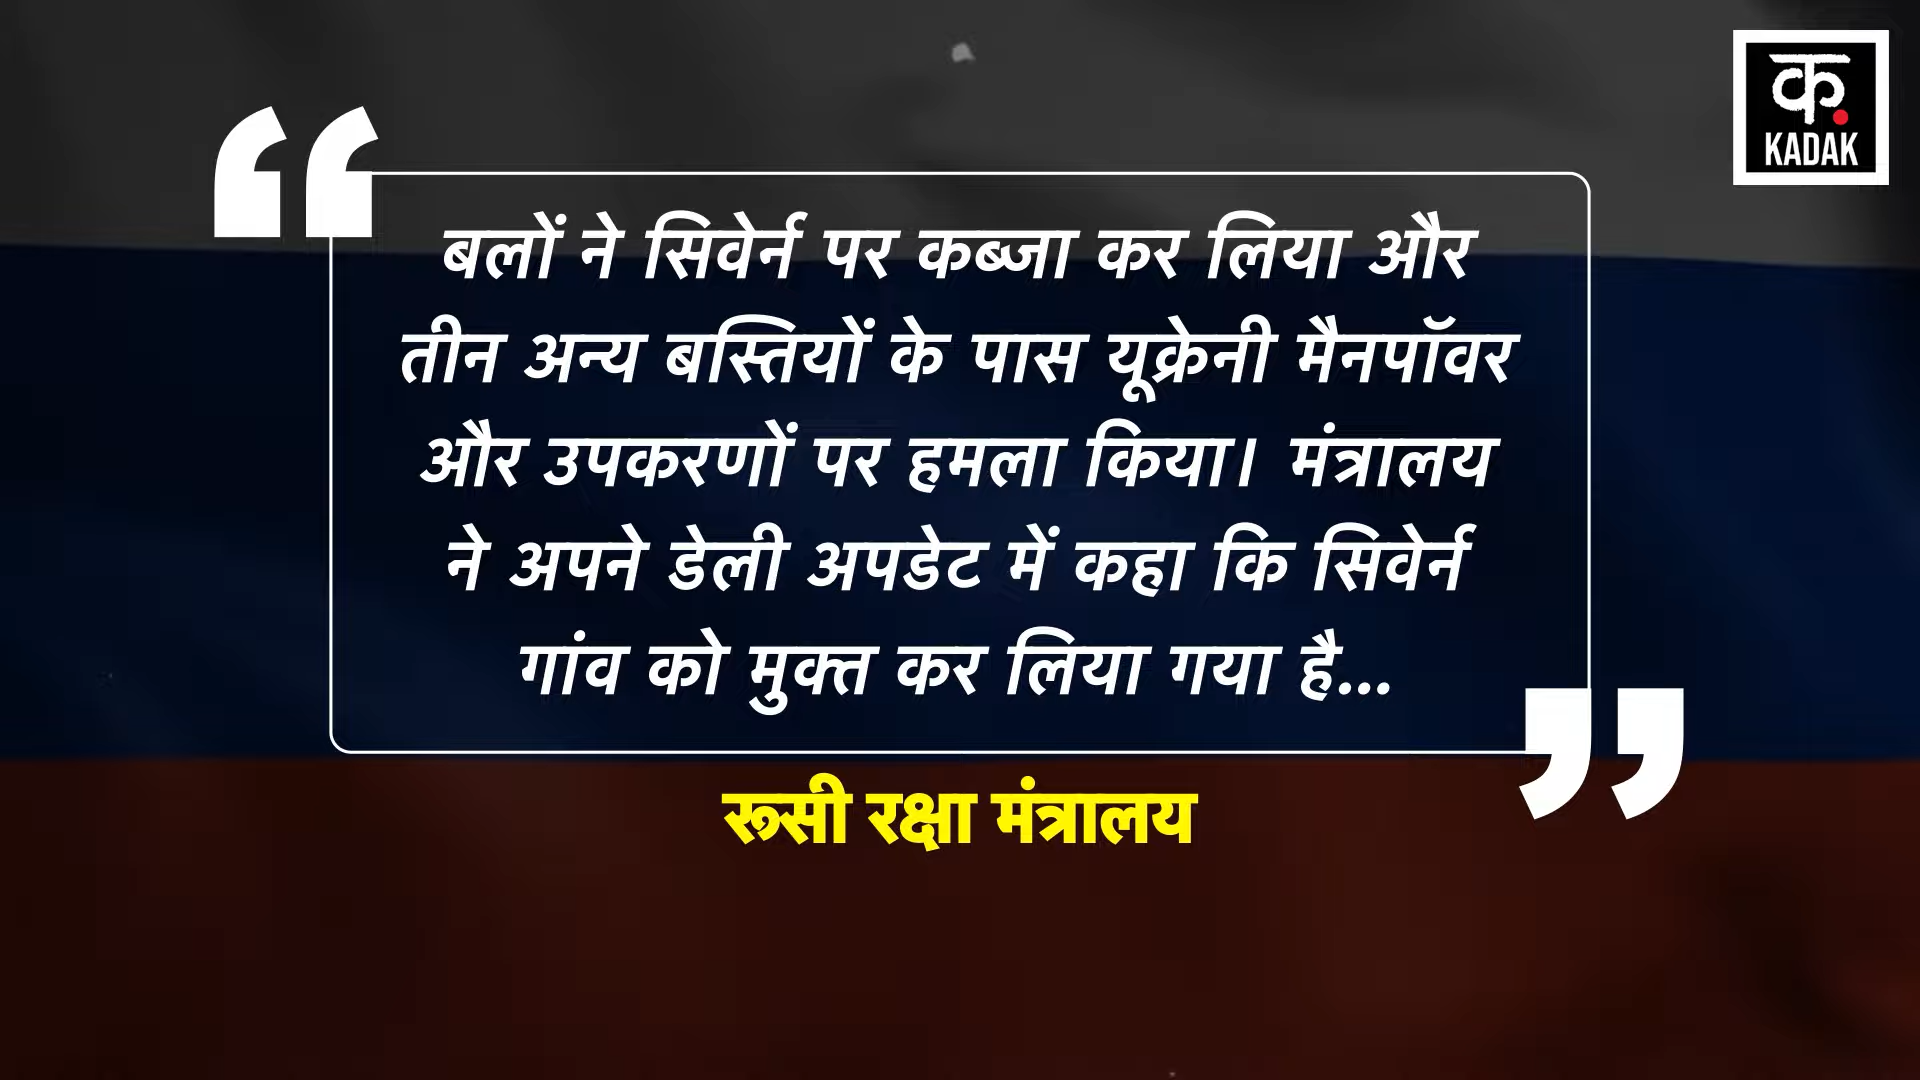 क
KADAK
बलों ने सिवेर्न पर कब्जा कर लिया और
तीन अन्य बस्तियों के पास यूक्रेनी मैनपॉवर
और उपकरणों पर हमला किया। मंत्रालय
ने अपने डेली अपडेट में कहा कि सिवेर्न
गांव को मुक्त कर लिया गया है...
रूसी रक्षा मंत्रालय